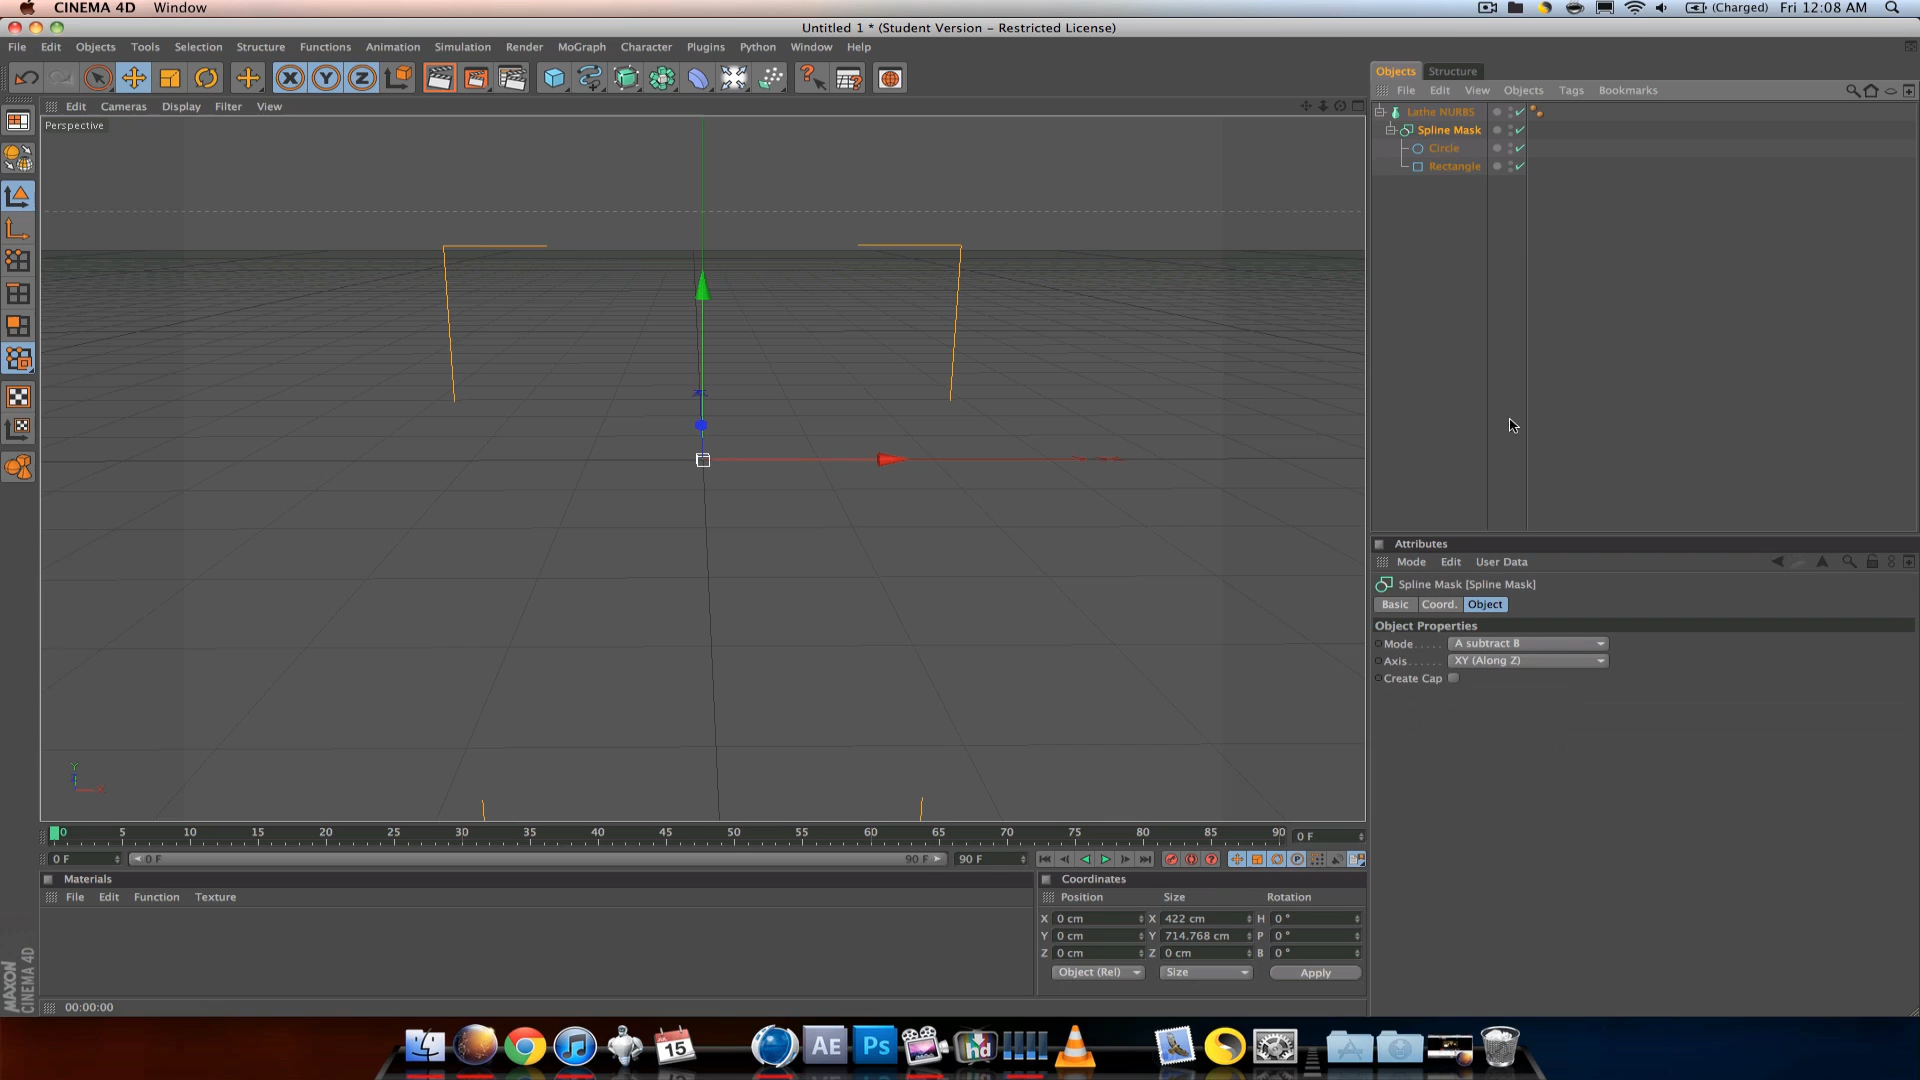 CINEMA 4D Window (Charged) Fri 12:08 AM
Untitled 1 * (Student Version – Restricted License)
File Edit Objects Tools Selection Structure Functions Animation Simulation Render MoGraph Character Plugins Python Window Help
X Y Z
Objects Structure
File Edit View Objects Tags Bookmarks
Edit Cameras Display Filter View
Perspective
Lathe NURBS
Spline Mask
Circle
Rectangle
Attributes
Mode Edit User Data
Spline Mask [Spline Mask]
Basic Coord. Object
Object Properties
Mode . . . . . A subtract B
Axis. . . . . . XY (Along Z)
Create Cap
Y
Z
X
0 5 10 15 20 25 30 35 40 45 50 55 60 65 70 75 80 85 90 0 F
0 F 0 F 90 F 90 F
Materials
File Edit Function Texture
Coordinates
Position Size Rotation
X 0 cm X 422 cm H 0 °
Y 0 cm Y 714.768 cm P 0 °
Z 0 cm Z 0 cm B 0 °
Object (Rel) Size Apply
MAXON
CINEMA 4D
00:00:00
15 AE Ps hd